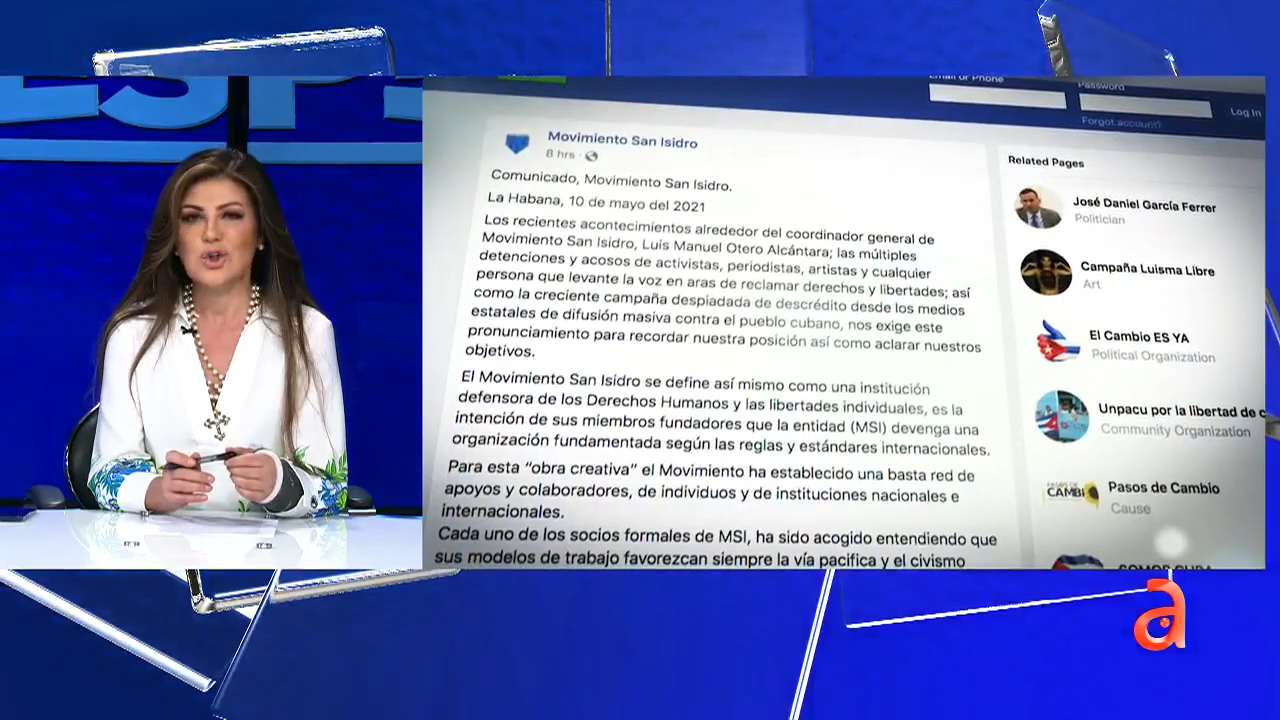 ESP
Email or Phone
Password
Log In
Forgot account?
Movimiento San Isidro
8 hrs ·
Comunicado, Movimiento San Isidro.
La Habana, 10 de mayo del 2021
Los recientes acontecimientos alrededor del coordinador general de
Movimiento San Isidro, Luis Manuel Otero Alcántara; las múltiples
detenciones y acosos de activistas, periodistas, artistas y cualquier
persona que levante la voz en aras de reclamar derechos y libertades; así
como la creciente campaña despiadada de descrédito desde los medios
estatales de difusión masiva contra el pueblo cubano, nos exige este
pronunciamiento para recordar nuestra posición así como aclarar nuestros
objetivos.
El Movimiento San Isidro se define así mismo como una institución
defensora de los Derechos Humanos y las libertades individuales, es la
intención de sus miembros fundadores que la entidad (MSI) devenga una
organización fundamentada según las reglas y estándares internacionales.
Para esta “obra creativa” el Movimiento ha establecido una basta red de
apoyos y colaboradores, de individuos y de instituciones nacionales e
internacionales.
Cada uno de los socios formales de MSI, ha sido acogido entendiendo que
sus modelos de trabajo favorezcan siempre la vía pacifica y el civismo
Related Pages
José Daniel García Ferrer
Politician
Campaña Luisma Libre
Art
El Cambio ES YA
Political Organization
Unpacu por la libertad de c
Community Organization
Pasos de Cambio
Cause
SOMOS CUBA
a